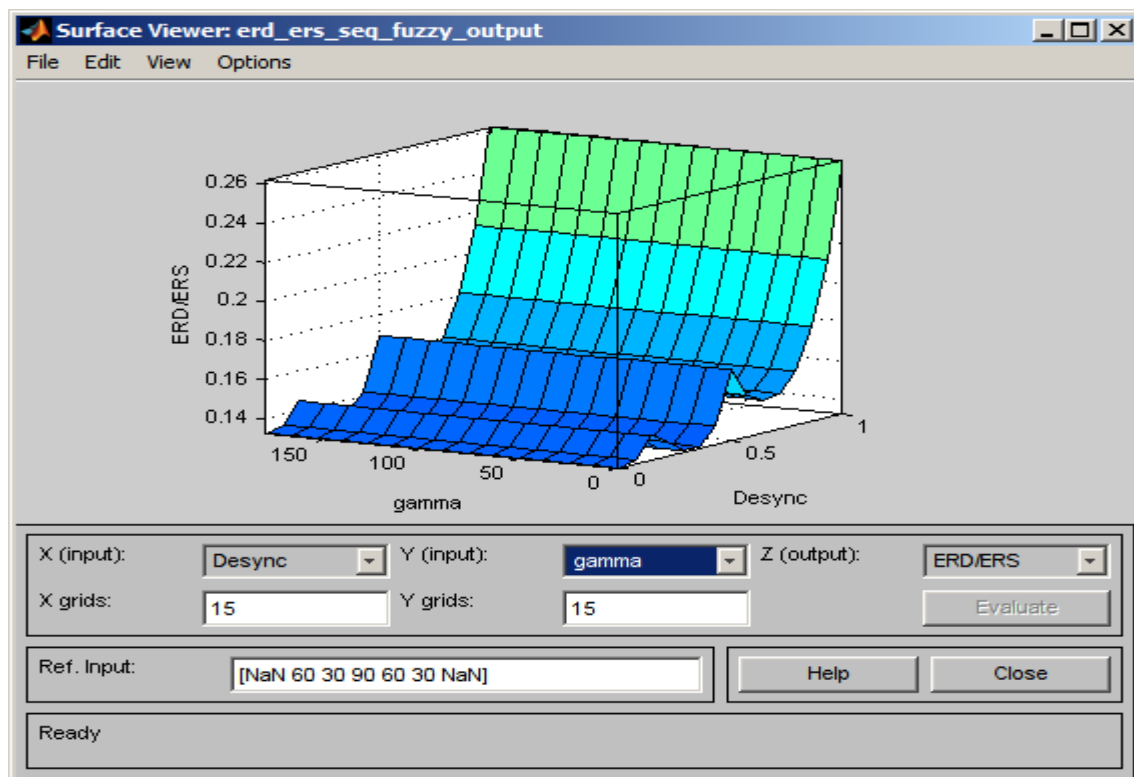 Surface Viewer: erd_ers_seq_fuzzy_output
File Edit View Options
0.26
0.24
0.22
0.2
0.18
0.16
0.14
ERD/ERS
150
100
50
0
gamma
0
0.5
1
Desync
X (input): Desync Y (input): gamma Z (output): ERD/ERS
X grids: 15 Y grids: 15 Evaluate
Ref. Input: [NaN 60 30 90 60 30 NaN] Help Close
Ready